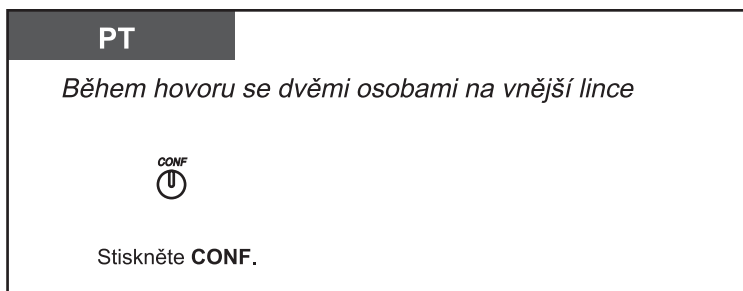 PT
Během hovoru se dvěmi osobami na vnější lince
CONF
Stiskněte CONF.